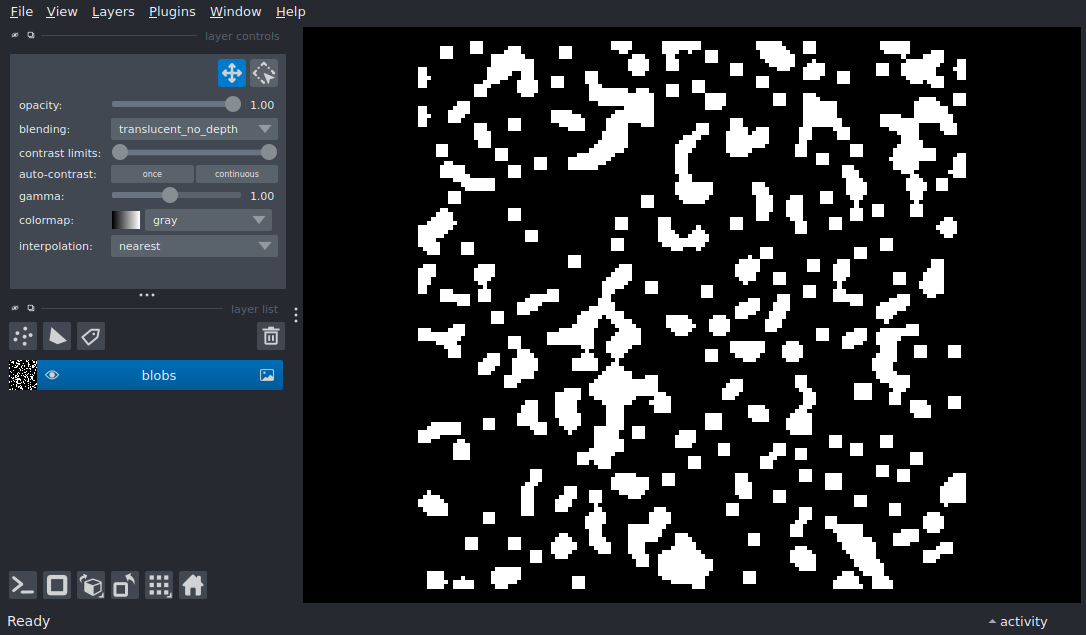 File View Layers Plugins Window Help
layer controls
opacity: 1.00
blending: translucent_no_depth
contrast limits:
auto-contrast: once continuous
gamma: 1.00
colormap: gray
interpolation: nearest
layer list
blobs
Ready activity